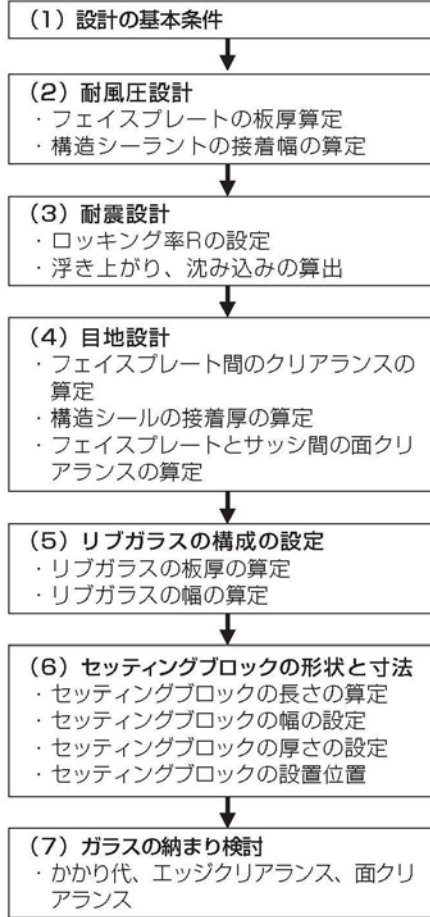 (1) 設計の基本条件
(2) 耐風圧設計
・フェイスプレートの板厚算定
・構造シーラントの接着幅の算定
(3) 耐震設計
・ロッキング率Rの設定
・浮き上がり、沈み込みの算出
(4) 目地設計
・フェイスプレート間のクリアランスの
算定
・構造シールの接着厚の算定
・フェイスプレートとサッシ間の面クリ
アランスの算定
(5) リブガラスの構成の設定
・リブガラスの板厚の算定
・リブガラスの幅の算定
(6) セッティングブロックの形状と寸法
・セッティングブロックの長さの算定
・セッティングブロックの幅の設定
・セッティングブロックの厚さの設定
・セッティングブロックの設置位置
(7) ガラスの納まり検討
・かかり代、エッジクリアランス、面クリ
アランス